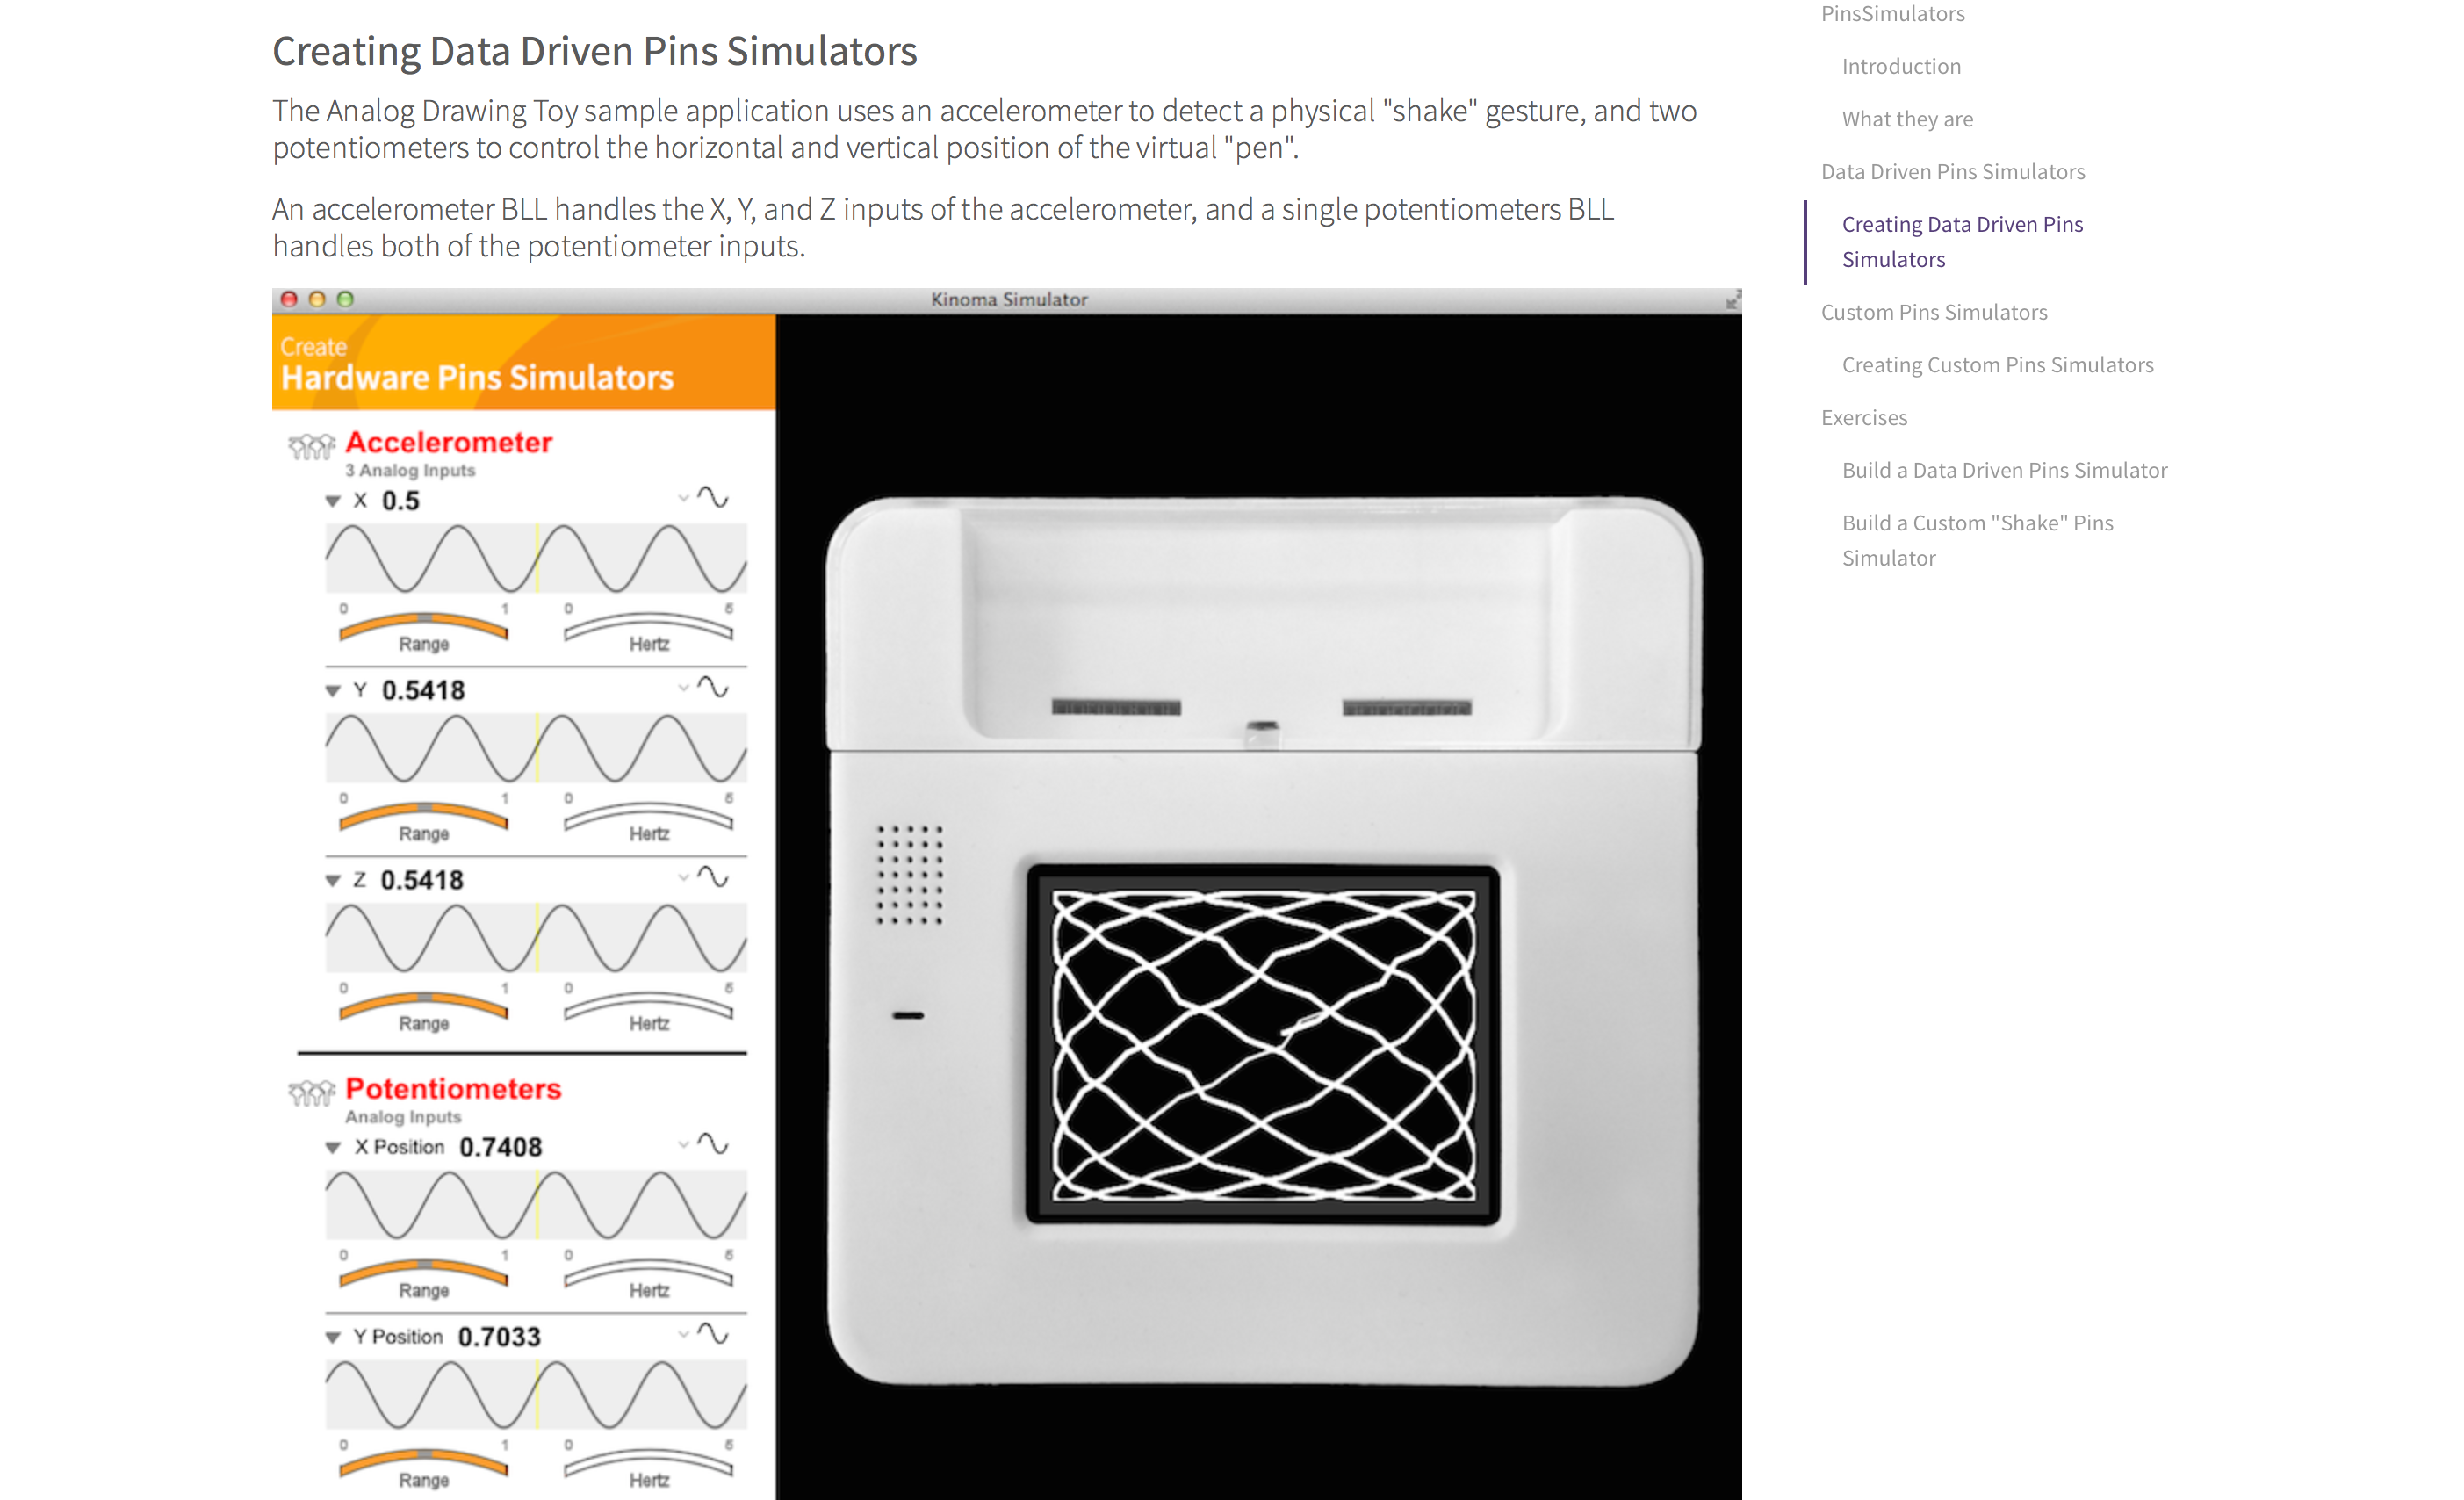 Creating Data Driven Pins Simulators
The Analog Drawing Toy sample application uses an accelerometer to detect a physical "shake" gesture, and two
potentiometers to control the horizontal and vertical position of the virtual "pen".
An accelerometer BLL handles the X, Y, and Z inputs of the accelerometer, and a single potentiometers BLL
handles both of the potentiometer inputs.
Kinoma Simulator
Create
Hardware Pins Simulators
Accelerometer
3 Analog Inputs
X 0.5
0 1 0 5
Range Hertz
Y 0.5418
0 1 0 5
Range Hertz
Z 0.5418
0 1 0 5
Range Hertz
Potentiometers
Analog Inputs
X Position 0.7408
0 1 0 5
Range Hertz
Y Position 0.7033
0 1 0 5
Range Hertz
PinsSimulators
Introduction
What they are
Data Driven Pins Simulators
Creating Data Driven Pins
Simulators
Custom Pins Simulators
Creating Custom Pins Simulators
Exercises
Build a Data Driven Pins Simulator
Build a Custom "Shake" Pins
Simulator